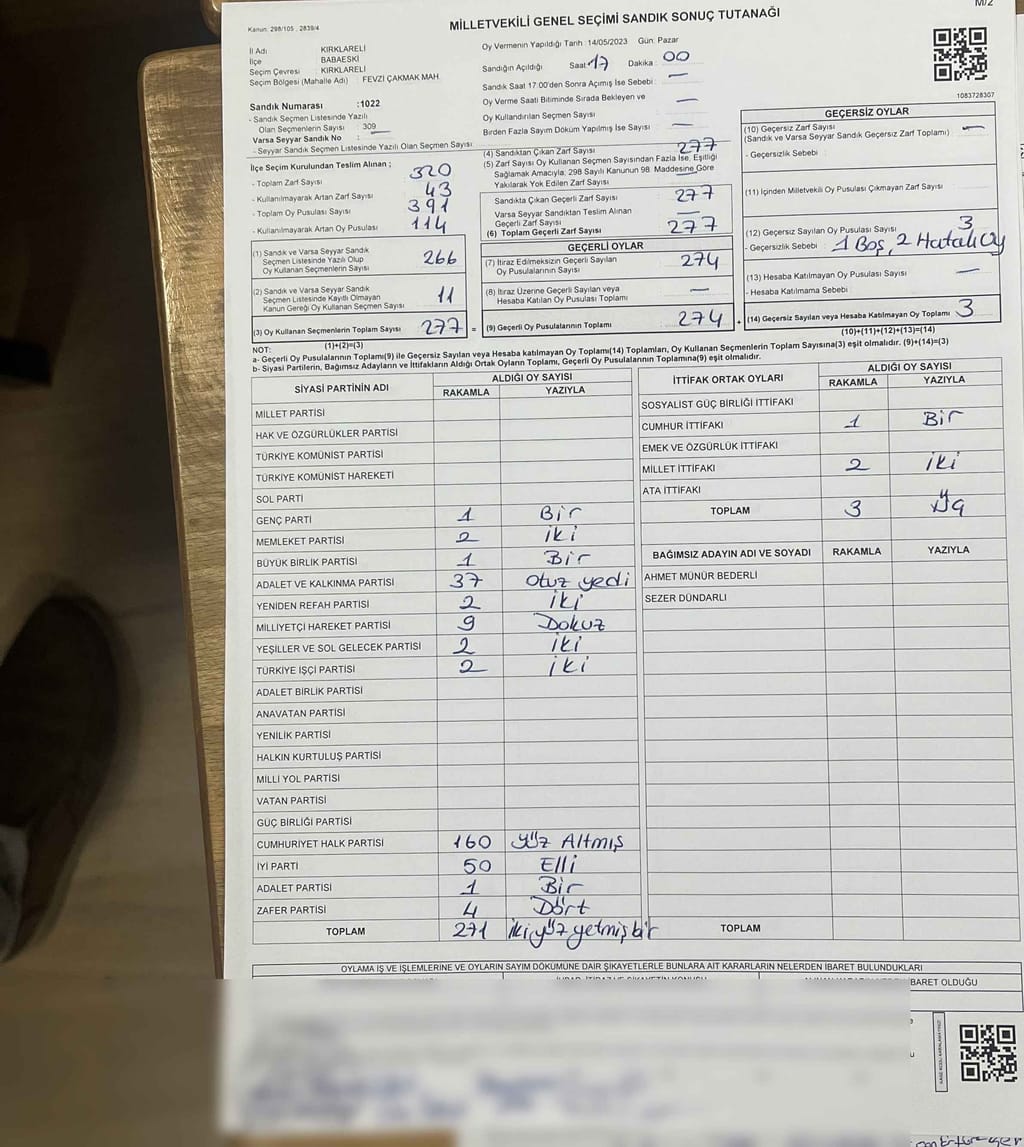 M/2
Kanun: 298/105 , 2839/4
MİLLETVEKİLİ GENEL SEÇİMİ SANDIK SONUÇ TUTANAĞI
İl Adı KIRKLARELİ
İlçe BABAESKİ
Seçim Çevresi KIRKLARELİ
Seçim Bölgesi (Mahalle Adı) FEVZİ ÇAKMAK MAH.
Sandık Numarası :1022
- Sandık Seçmen Listesinde Yazılı
Olan Seçmenlerin Sayısı : 309
Varsa Seyyar Sandık No :
- Seyyar Sandık Seçmen Listesinde Yazılı Olan Seçmen Sayısı:
Oy Vermenin Yapıldığı Tarih :14/05/2023 Gün: Pazar
Sandığın Açıldığı Saat: 17 Dakika : 00
Sandık Saat 17:00'den Sonra Açımış İse Sebebi : —
Oy Verme Saati Bitiminde Sırada Bekleyen ve
Oy Kullandırılan Seçmen Sayısı —
Birden Fazla Sayım Döküm Yapılmış İse Sayısı —
1083728307
İlçe Seçim Kurulundan Teslim Alınan ;
- Toplam Zarf Sayısı 320
- Kullanılmayarak Artan Zarf Sayısı : 43
- Toplam Oy Pusulası Sayısı 391
- Kullanılmayarak Artan Oy Pusulası : 114
(1) Sandık ve Varsa Seyyar Sandık
Seçmen Listesinde Yazılı Olup
Oy Kullanan Seçmenlerin Sayısı 266
(2) Sandık ve Varsa Seyyar Sandık
Seçmen Listesinde Kayıtlı Olmayan
Kanun Gereği Oy Kullanan Seçmen Sayısı 11
(3) Oy Kullanan Seçmenlerin Toplam Sayısı 277 =
(1)+(2)=(3)
(4) Sandıktan Çıkan Zarf Sayısı 277
(5) Zarf Sayısı Oy Kullanan Seçmen Sayısından Fazla İse, Eşitliği
Sağlamak Amacıyla, 298 Sayılı Kanunun 98. Maddesine Göre
Yakılarak Yok Edilen Zarf Sayısı —
Sandıkta Çıkan Geçerli Zarf Sayısı 277
Varsa Seyyar Sandıktan Teslim Alınan
Geçerli Zarf Sayısı —
(6) Toplam Geçerli Zarf Sayısı 277
GEÇERLİ OYLAR
(7) İtiraz Edilmeksizin Geçerli Sayılan
Oy Pusulalarının Sayısı 274
(8) İtiraz Üzerine Geçerli Sayılan veya
Hesaba Katılan Oy Pusulası Toplamı —
(9) Geçerli Oy Pusulalarının Toplamı 274 +
GEÇERSİZ OYLAR
(10) Geçersiz Zarf Sayısı —
(Sandık ve Varsa Seyyar Sandık Geçersiz Zarf Toplamı)
- Geçersizlik Sebebi :
(11) İçinden Milletvekili Oy Pusulası Çıkmayan Zarf Sayısı
(12) Geçersiz Sayılan Oy Pusulası Sayısı 3
- Geçersizlik Sebebi : 1 Boş, 2 Hatalı Oy
(13) Hesaba Katılmayan Oy Pusulası Sayısı —
- Hesaba Katılmama Sebebi :
(14) Geçersiz Sayılan veya Hesaba Katılmayan Oy Toplamı 3
(10)+(11)+(12)+(13)=(14)
NOT:
a- Geçerli Oy Pusulalarının Toplamı(9) ile Geçersiz Sayılan veya Hesaba katılmayan Oy Toplamı(14) Toplamları, Oy Kullanan Seçmenlerin Toplam Sayısına(3) eşit olmalıdır. (9)+(14)=(3)
b- Siyasi Partilerin, Bağımsız Adayların ve İttifakların Aldığı Ortak Oyların Toplamı, Geçerli Oy Pusulalarının Toplamına(9) eşit olmalıdır.
SİYASİ PARTİNİN ADI ALDIĞI OY SAYISI
RAKAMLA YAZIYLA
MİLLET PARTİSİ
HAK VE ÖZGÜRLÜKLER PARTİSİ
TÜRKİYE KOMÜNİST PARTİSİ
TÜRKİYE KOMÜNİST HAREKETİ
SOL PARTİ
GENÇ PARTİ 1 Bir
MEMLEKET PARTİSİ 2 iki
BÜYÜK BİRLİK PARTİSİ 1 Bir
ADALET VE KALKINMA PARTİSİ 37 otuz yedi
YENİDEN REFAH PARTİSİ 2 iki
MİLLİYETÇİ HAREKET PARTİSİ 9 Dokuz
YEŞİLLER VE SOL GELECEK PARTİSİ 2 iki
TÜRKİYE İŞÇİ PARTİSİ 2 iki
ADALET BİRLİK PARTİSİ
ANAVATAN PARTİSİ
YENİLİK PARTİSİ
HALKIN KURTULUŞ PARTİSİ
MİLLİ YOL PARTİSİ
VATAN PARTİSİ
GÜÇ BİRLİĞİ PARTİSİ
CUMHURİYET HALK PARTİSİ 160 yüz Altmış
İYİ PARTİ 50 Elli
ADALET PARTİSİ 1 Bir
ZAFER PARTİSİ 4 Dört
TOPLAM 271 iki yüz yetmiş bir
İTTİFAK ORTAK OYLARI ALDIĞI OY SAYISI
RAKAMLA YAZIYLA
SOSYALİST GÜÇ BİRLİĞİ İTTİFAKI
CUMHUR İTTİFAKI 1 Bir
EMEK VE ÖZGÜRLÜK İTTİFAKI
MİLLET İTTİFAKI 2 iki
ATA İTTİFAKI
TOPLAM 3 Üç
BAĞIMSIZ ADAYIN ADI VE SOYADI RAKAMLA YAZIYLA
AHMET MÜNÜR BEDERLİ
SEZER DÜNDARLI
TOPLAM
OYLAMA İŞ VE İŞLEMLERİNE VE OYLARIN SAYIM DÖKÜMÜNE DAİR ŞİKAYETLERLE BUNLARA AİT KARARLARIN NELERDEN İBARET BULUNDUKLARI
BARET OLDUĞU